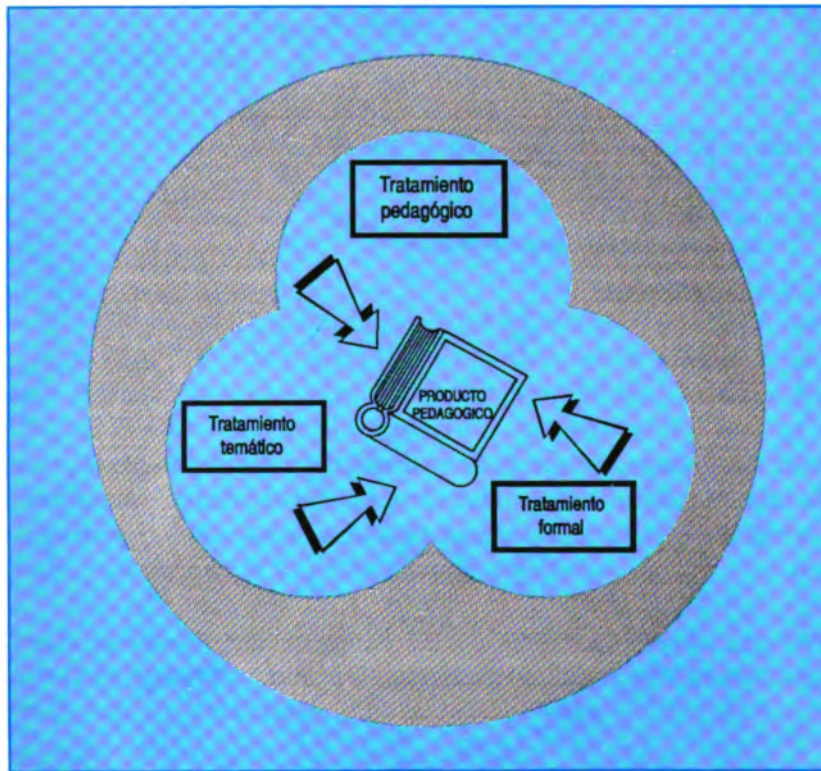 Tratamiento
pedagógico
PRODUCTO
PEDAGOGICO
Tratamiento
temático
Tratamiento
formal